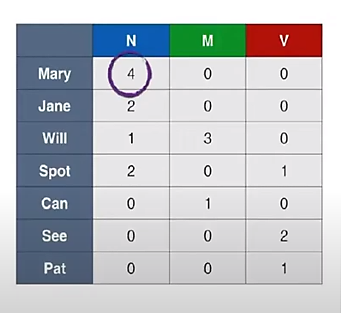 N M V
Mary 4 0 0
Jane 2 0 0
Will 1 3 0
Spot 2 0 1
Can 0 1 0
See 0 0 2
Pat 0 0 1